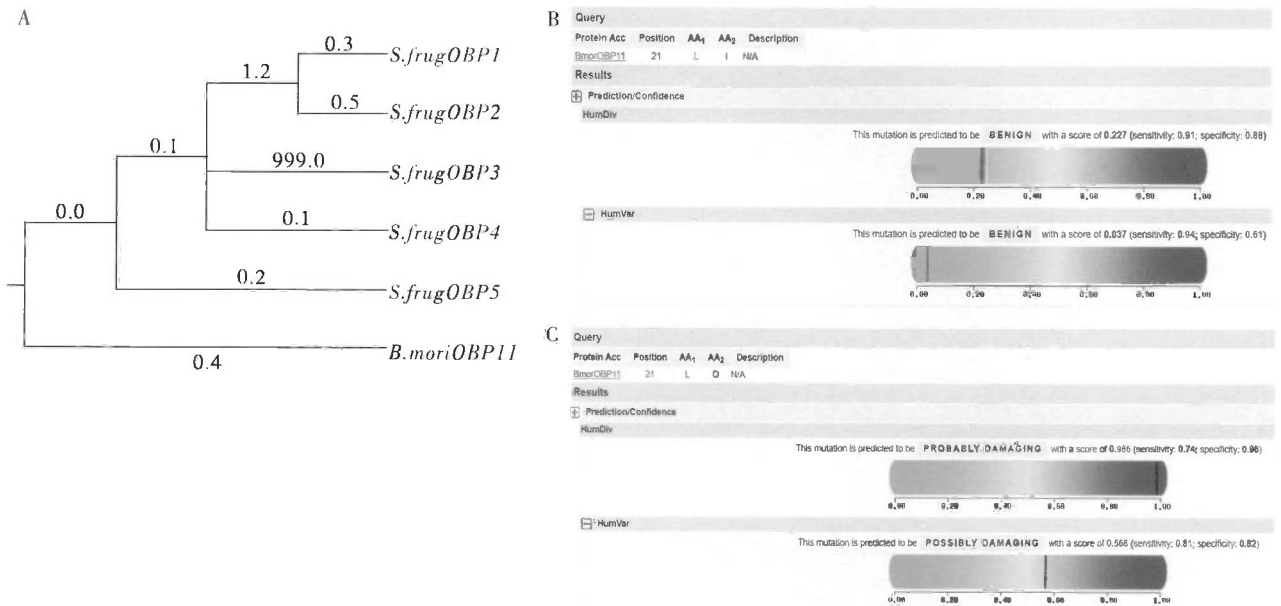 A
0.3
S.frugOBP1
1.2
0.5
S.frugOBP2
0.1
999.0
S.frugOBP3
0.0
0.1
S.frugOBP4
0.2
S.frugOBP5
0.4
B.moriOBP11
B
Query
Protein Acc Position AA1 AA2 Description
BmorOBP11 21 L I N/A
Results
Prediction/Confidence
HumDiv
This mutation is predicted to be BENIGN with a score of 0.227 (sensitivity: 0.91; specificity: 0.88)
0.00 0.20 0.40 0.60 0.80 1.00
HumVar
This mutation is predicted to be BENIGN with a score of 0.037 (sensitivity: 0.94; specificity: 0.61)
0.00 0.20 0.40 0.60 0.80 1.00
C
Query
Protein Acc Position AA1 AA2 Description
BmorOBP11 21 L Q N/A
Results
Prediction/Confidence
HumDiv
This mutation is predicted to be PROBABLY DAMAGING with a score of 0.986 (sensitivity: 0.74; specificity: 0.96)
0.00 0.20 0.40 0.60 0.80 1.00
HumVar
This mutation is predicted to be POSSIBLY DAMAGING with a score of 0.568 (sensitivity: 0.81; specificity: 0.82)
0.00 0.20 0.40 0.60 0.80 1.00